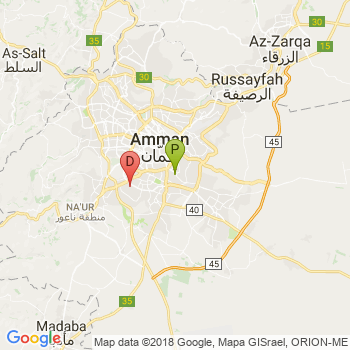 35
Az-Zarqa
الزرقاء
30
15
As-Salt
السلط
30
Russayfah
الرصيفة
Amman
عمان
P
D
45
NA'UR
منطقة ناعور
40
45
35
Madaba
Google
Map data ©2018 Google, Mapa GISrael, ORION-ME